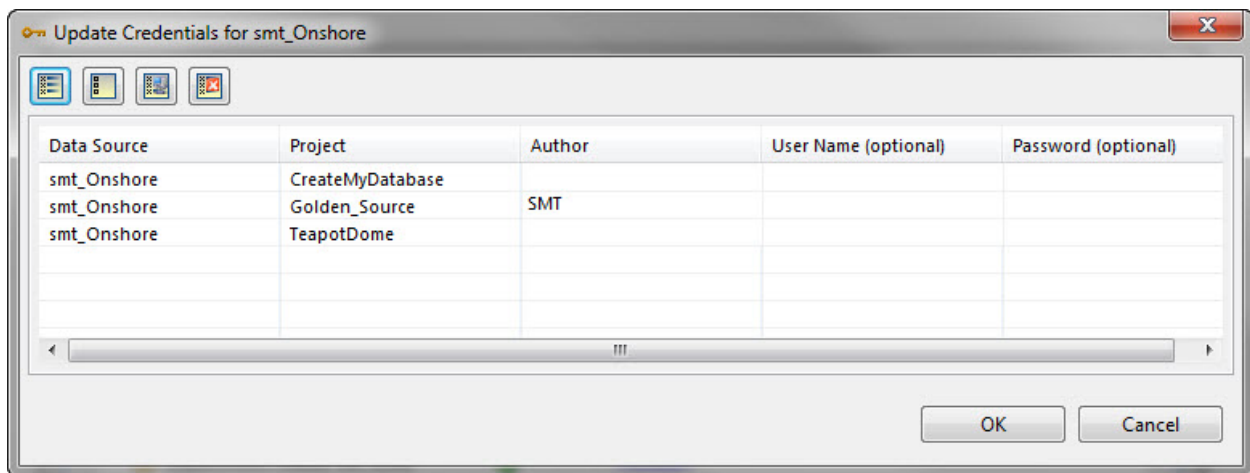 Update Credentials for smt_Onshore
Data Source Project Author User Name (optional) Password (optional)
smt_Onshore CreateMyDatabase
smt_Onshore Golden_Source SMT
smt_Onshore TeapotDome
OK Cancel